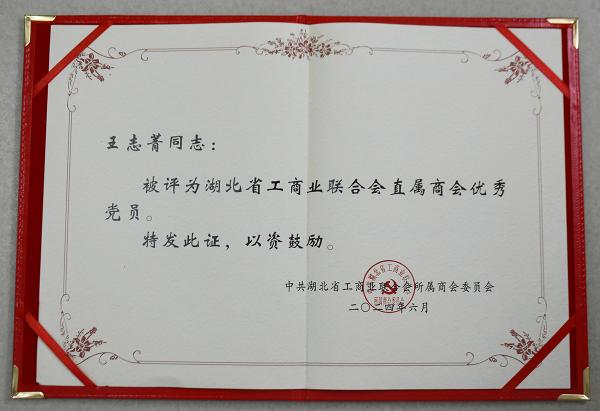 王志菁同志：
被评为湖北省工商业联合会直属商会优秀
党员。
特发此证，以资鼓励。
中共湖北省工商业联合会所属商会委员会
二〇二四年六月